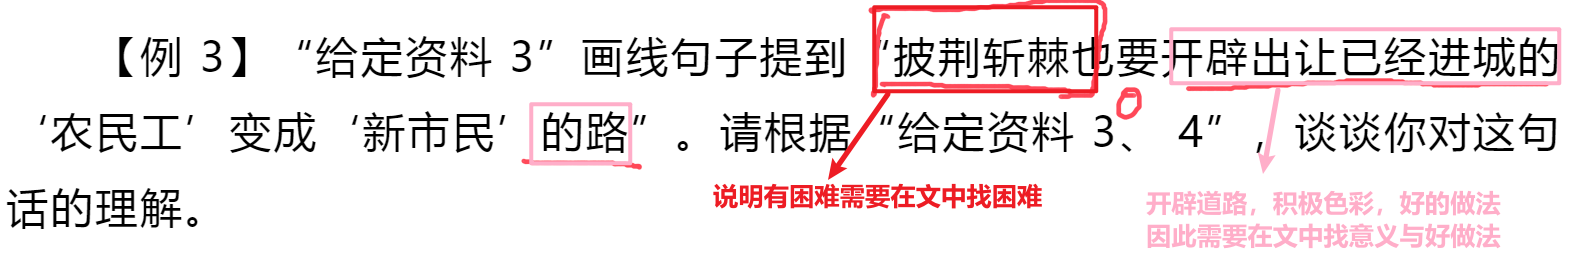 【例 3】“给定资料 3”画线句子提到“披荆斩棘也要开辟出让已经进城的
‘农民工’变成‘新市民’的路”。请根据“给定资料 3、 4”，谈谈你对这句
话的理解。
说明有困难需要在文中找困难
开辟道路，积极色彩，好的做法
因此需要在文中找意义与好做法